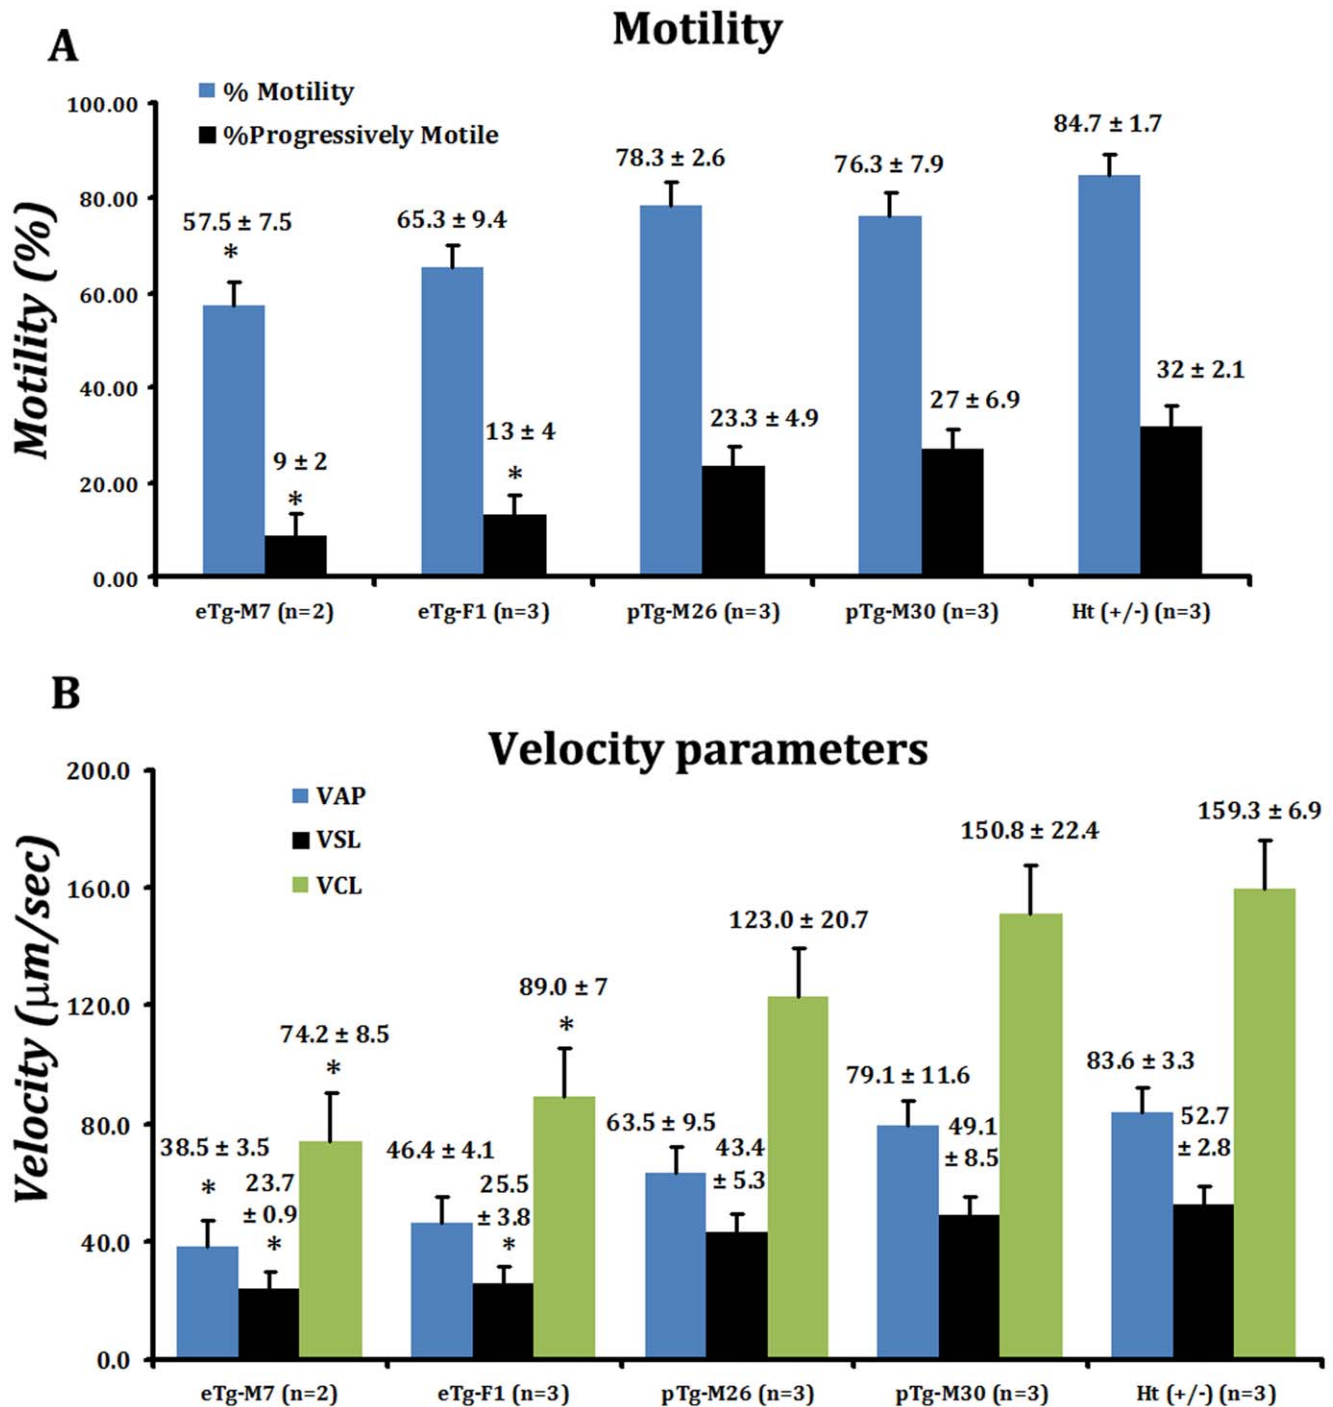 A
Motility
% Motility
%Progressively Motile
Motility (%)
100.00
80.00
60.00
40.00
20.00
0.00
57.5 ± 7.5
*
9 ± 2
*
65.3 ± 9.4
13 ± 4
*
78.3 ± 2.6
23.3 ± 4.9
76.3 ± 7.9
27 ± 6.9
84.7 ± 1.7
32 ± 2.1
eTg-M7 (n=2)
eTg-F1 (n=3)
pTg-M26 (n=3)
pTg-M30 (n=3)
Ht (+/-) (n=3)
B
Velocity parameters
VAP
VSL
VCL
Velocity (μm/sec)
200.0
160.0
120.0
80.0
40.0
0.0
38.5 ± 3.5
*
23.7
± 0.9
*
74.2 ± 8.5
*
46.4 ± 4.1
25.5
± 3.8
*
89.0 ± 7
*
63.5 ± 9.5
43.4
± 5.3
123.0 ± 20.7
79.1 ± 11.6
49.1
± 8.5
150.8 ± 22.4
83.6 ± 3.3
52.7
± 2.8
159.3 ± 6.9
eTg-M7 (n=2)
eTg-F1 (n=3)
pTg-M26 (n=3)
pTg-M30 (n=3)
Ht (+/-) (n=3)